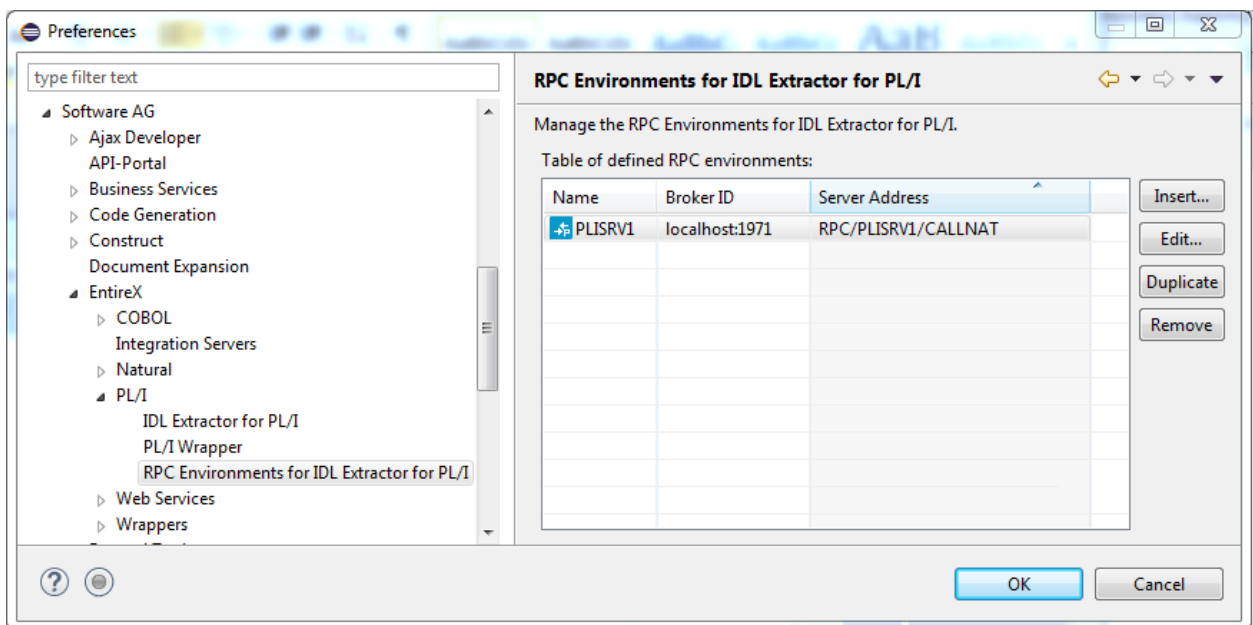 Preferences
type filter text
Software AG
Ajax Developer
API-Portal
Business Services
Code Generation
Construct
Document Expansion
EntireX
COBOL
Integration Servers
Natural
PL/I
IDL Extractor for PL/I
PL/I Wrapper
RPC Environments for IDL Extractor for PL/I
Web Services
Wrappers
RPC Environments for IDL Extractor for PL/I
Manage the RPC Environments for IDL Extractor for PL/I.
Table of defined RPC environments:
Name Broker ID Server Address
PLISRV1 localhost:1971 RPC/PLISRV1/CALLNAT
Insert...
Edit...
Duplicate
Remove
OK Cancel